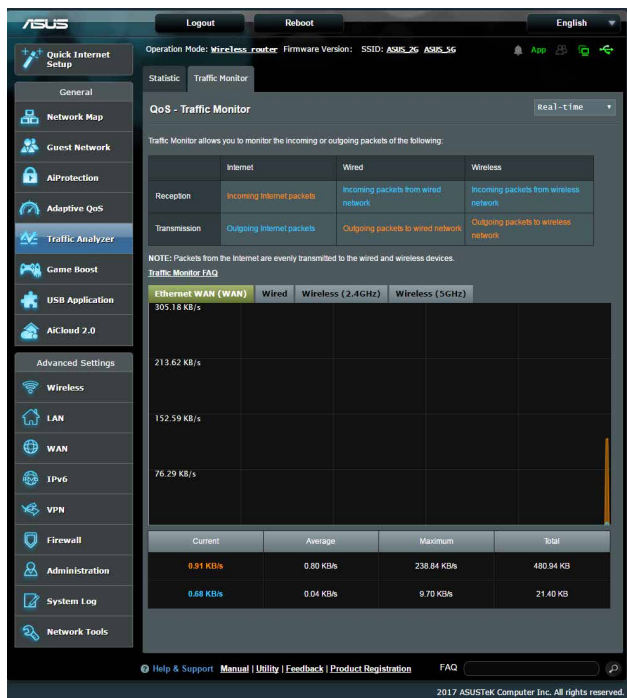 ASUS
Logout
Reboot
English
Quick Internet
Setup
Operation Mode: Wireless router Firmware Version: SSID: ASUS_2G ASUS_5G
App
Statistic
Traffic Monitor
General
Network Map
Guest Network
AiProtection
Adaptive QoS
Traffic Analyzer
Game Boost
USB Application
AiCloud 2.0
Advanced Settings
Wireless
LAN
WAN
IPv6
VPN
Firewall
Administration
System Log
Network Tools
QoS - Traffic Monitor
Real-time
Traffic Monitor allows you to monitor the incoming or outgoing packets of the following:
Internet Wired Wireless
Reception Incoming Internet packets Incoming packets from wired network Incoming packets from wireless network
Transmission Outgoing Internet packets Outgoing packets to wired network Outgoing packets to wireless network
NOTE: Packets from the Internet are evenly transmitted to the wired and wireless devices.
Traffic Monitor FAQ
Ethernet WAN (WAN) Wired Wireless (2.4GHz) Wireless (5GHz)
305.18 KB/s
213.62 KB/s
152.59 KB/s
76.29 KB/s
Current Average Maximum Total
0.91 KB/s 0.80 KB/s 238.84 KB/s 480.94 KB
0.68 KB/s 0.04 KB/s 9.70 KB/s 21.40 KB
Help & Support Manual | Utility | Feedback | Product Registration FAQ
2017 ASUSTeK Computer Inc. All rights reserved.